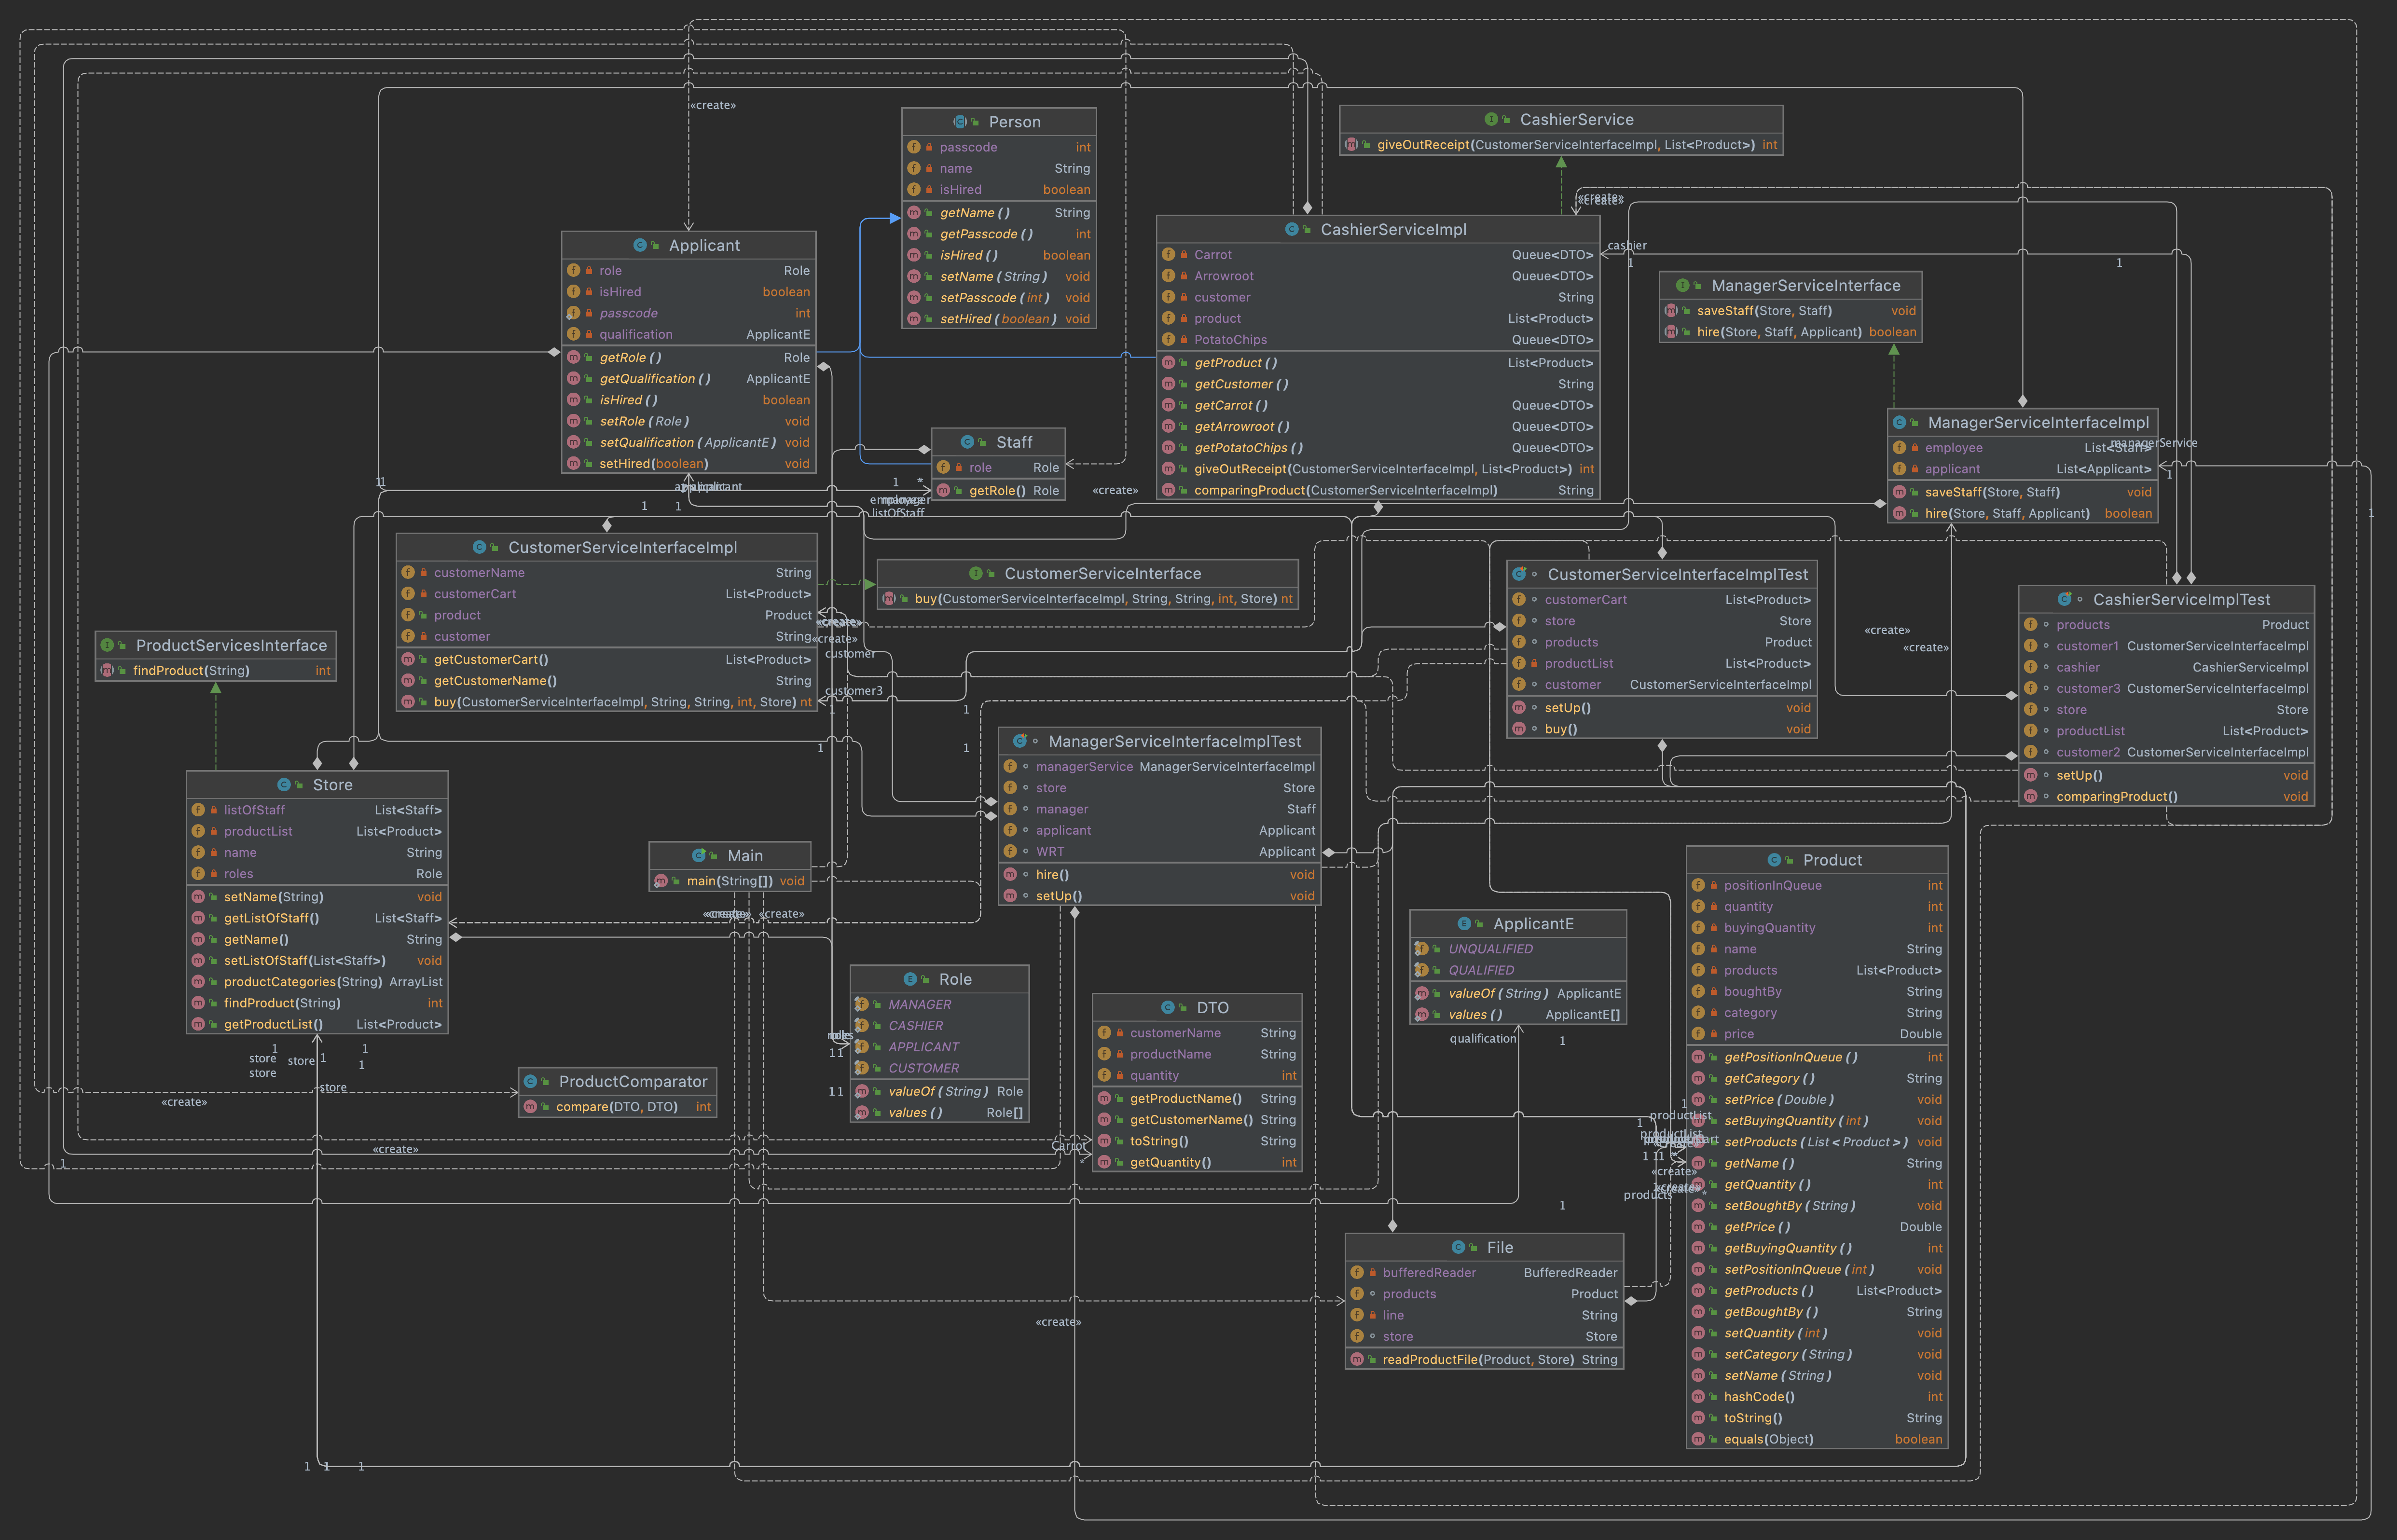 «create»
Person
passcode int
name String
isHired boolean
getName() String
getPasscode() int
isHired() boolean
setName(String) void
setPasscode(int) void
setHired(boolean) void
CashierService
giveOutReceipt(CustomerServiceInterfaceImpl, List<Product>) int
Applicant
role Role
isHired boolean
passcode int
qualification ApplicantE
getRole() Role
getQualification() ApplicantE
isHired() boolean
setRole(Role) void
setQualification(ApplicantE) void
setHired(boolean) void
CashierServiceImpl
Carrot Queue<DTO>
Arrowroot Queue<DTO>
customer String
product List<Product>
PotatoChips Queue<DTO>
getProduct() List<Product>
getCustomer() String
getCarrot() Queue<DTO>
getArrowroot() Queue<DTO>
getPotatoChips() Queue<DTO>
giveOutReceipt(CustomerServiceInterfaceImpl, List<Product>) int
comparingProduct(CustomerServiceInterfaceImpl) String
«create»
cashier
1
1
ManagerServiceInterface
saveStaff(Store, Staff) void
hire(Store, Staff, Applicant) boolean
ManagerServiceInterfaceImpl
employee List<Staff>
applicant List<Applicant>
saveStaff(Store, Staff) void
hire(Store, Staff, Applicant) boolean
managerService
1
1
Staff
role Role
getRole() Role
1
*
listOfStaff
«create»
1
1
CustomerServiceInterfaceImpl
customerName String
customerCart List<Product>
product Product
customer String
getCustomerCart() List<Product>
getCustomerName() String
buy(CustomerServiceInterfaceImpl, String, String, int, Store) nt
CustomerServiceInterface
buy(CustomerServiceInterfaceImpl, String, String, int, Store) nt
«create»
customer
customer3
1
1
1
1
CustomerServiceInterfaceImplTest
customerCart List<Product>
store Store
products Product
productList List<Product>
customer CustomerServiceInterfaceImpl
setUp() void
buy() void
«create»
«create»
CashierServiceImplTest
products Product
customer1 CustomerServiceInterfaceImpl
cashier CashierServiceImpl
customer3 CustomerServiceInterfaceImpl
store Store
productList List<Product>
customer2 CustomerServiceInterfaceImpl
setUp() void
comparingProduct() void
ProductServicesInterface
findProduct(String) int
Store
listOfStaff List<Staff>
productList List<Product>
name String
roles Role
setName(String) void
getListOfStaff() List<Staff>
getName() String
setListOfStaff(List<Staff>) void
productCategories(String) ArrayList
findProduct(String) int
getProductList() List<Product>
ManagerServiceInterfaceImplTest
managerService ManagerServiceInterfaceImpl
store Store
manager Staff
applicant Applicant
WRT Applicant
hire() void
setUp() void
Main
main(String[]) void
«create»
Role
MANAGER
CASHIER
APPLICANT
CUSTOMER
valueOf(String) Role
values() Role[]
11
11
DTO
customerName String
productName String
quantity int
getProductName() String
getCustomerName() String
toString() String
getQuantity() int
Carrot
*
ApplicantE
UNQUALIFIED
QUALIFIED
valueOf(String) ApplicantE
values() ApplicantE[]
qualification
1
1
1
1
store
store
store
1
1
store
«create»
ProductComparator
compare(DTO, DTO) int
«create»
1
Product
positionInQueue int
quantity int
buyingQuantity int
name String
products List<Product>
boughtBy String
category String
price Double
getPositionInQueue() int
getCategory() String
setPrice(Double) void
setBuyingQuantity(int) void
setProducts(List<Product>) void
getName() String
getQuantity() int
setBoughtBy(String) void
getPrice() Double
getBuyingQuantity() int
setPositionInQueue(int) void
getProducts() List<Product>
getBoughtBy() String
setQuantity(int) void
setCategory(String) void
setName(String) void
hashCode() int
toString() String
equals(Object) boolean
1
productList
1
«create»
products
File
bufferedReader BufferedReader
products Product
line String
store Store
readProductFile(Product, Store) String
«create»
1
1
1